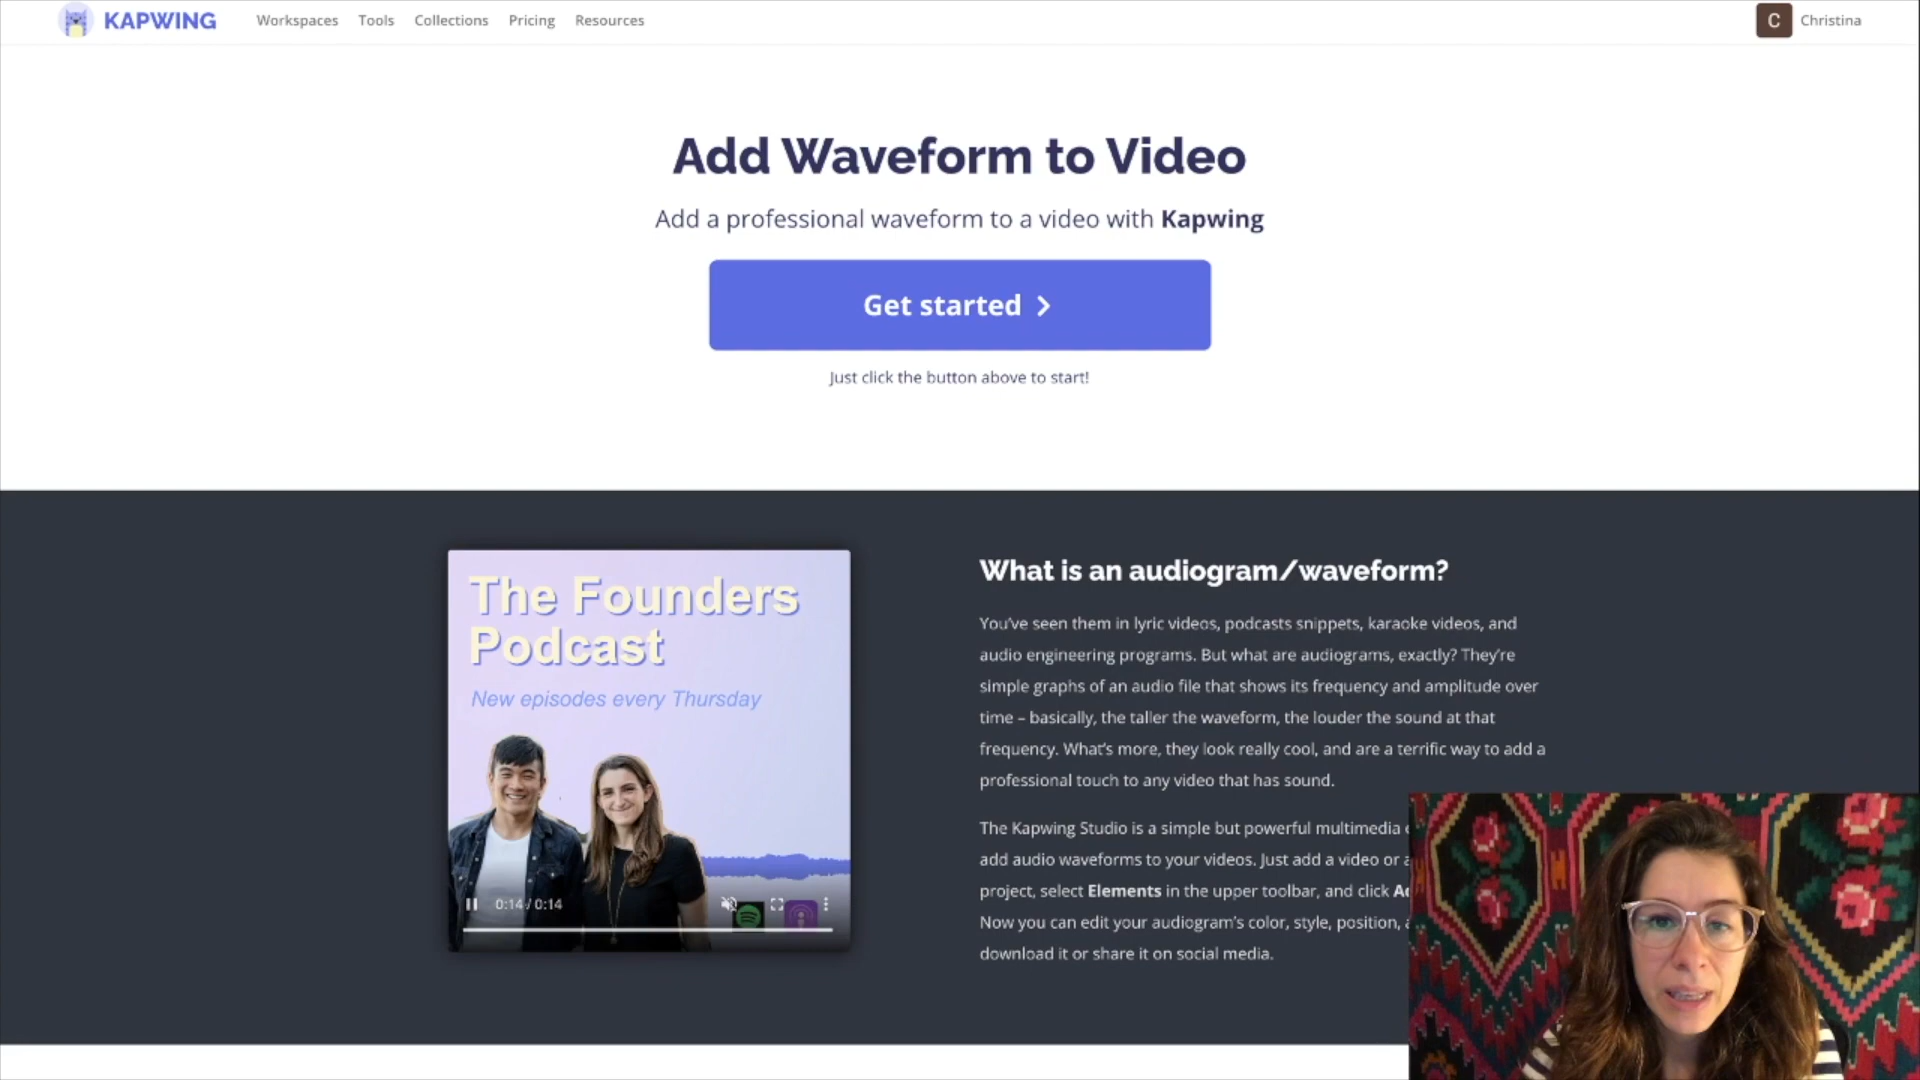 KAPWING
Workspaces Tools Collections Pricing Resources
C Christina
Add Waveform to Video
Add a professional waveform to a video with Kapwing
Get started
Just click the button above to start!
The Founders
Podcast
New episodes every Thursday
0:14 / 0:14
What is an audiogram/waveform?
You've seen them in lyric videos, podcasts snippets, karaoke videos, and
audio engineering programs. But what are audiograms, exactly? They're
simple graphs of an audio file that shows its frequency and amplitude over
time – basically, the taller the waveform, the louder the sound at that
frequency. What's more, they look really cool, and are a terrific way to add a
professional touch to any video that has sound.
The Kapwing Studio is a simple but powerful multimedia
add audio waveforms to your videos. Just add a video or
project, select Elements in the upper toolbar, and click
Now you can edit your audiogram's color, style, position,
download it or share it on social media.